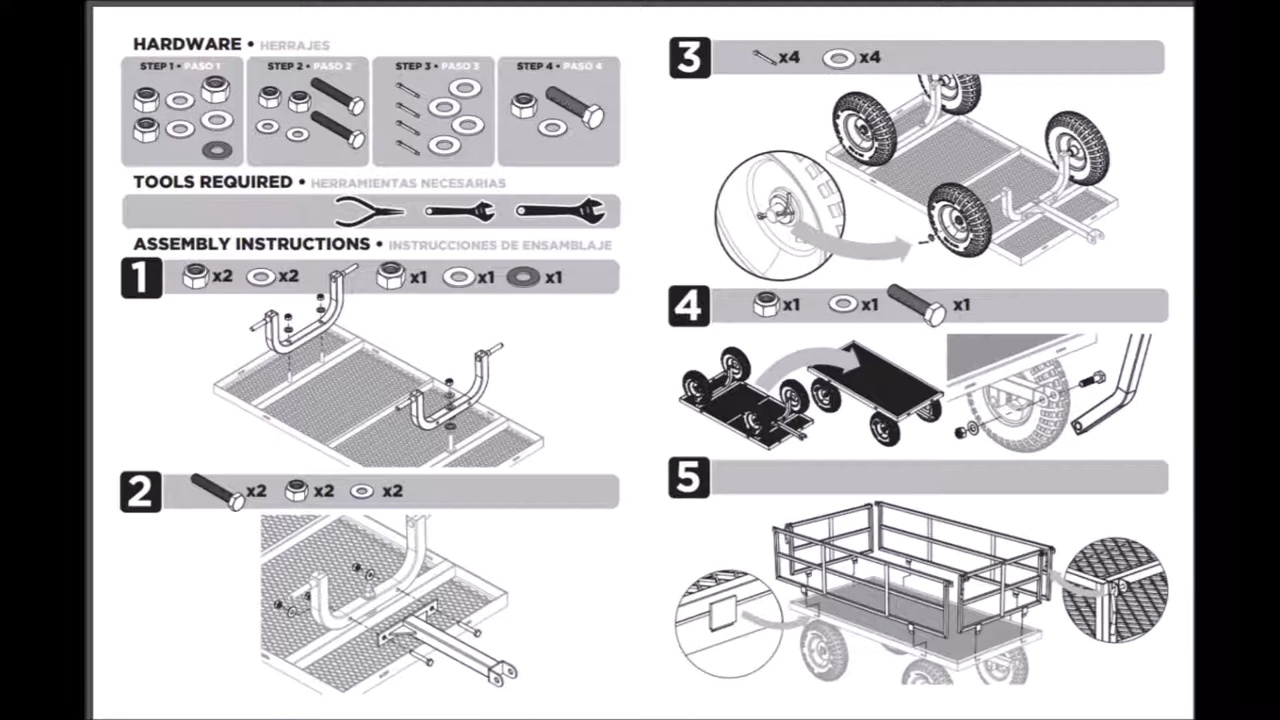 HARDWARE • HERRAJES
STEP 1 • PASO 1
STEP 2 • PASO 2
STEP 3 • PASO 3
STEP 4 • PASO 4
TOOLS REQUIRED • HERRAMIENTAS NECESARIAS
ASSEMBLY INSTRUCTIONS • INSTRUCCIONES DE ENSAMBLAJE
1 x2 x2 x1 x1 x1
2 x2 x2 x2
3 x4 x4
4 x1 x1 x1
5